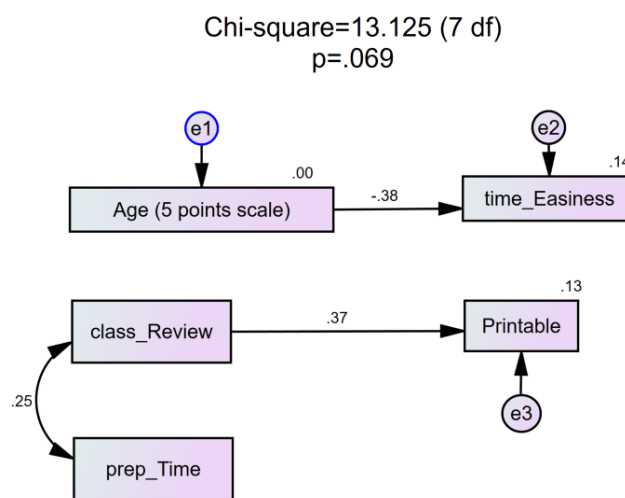 Chi-square=13.125 (7 df)
p=.069
e1
e2
.00
.14
Age (5 points scale)
-.38
time_Easiness
.13
class_Review
.37
Printable
.25
e3
prep_Time